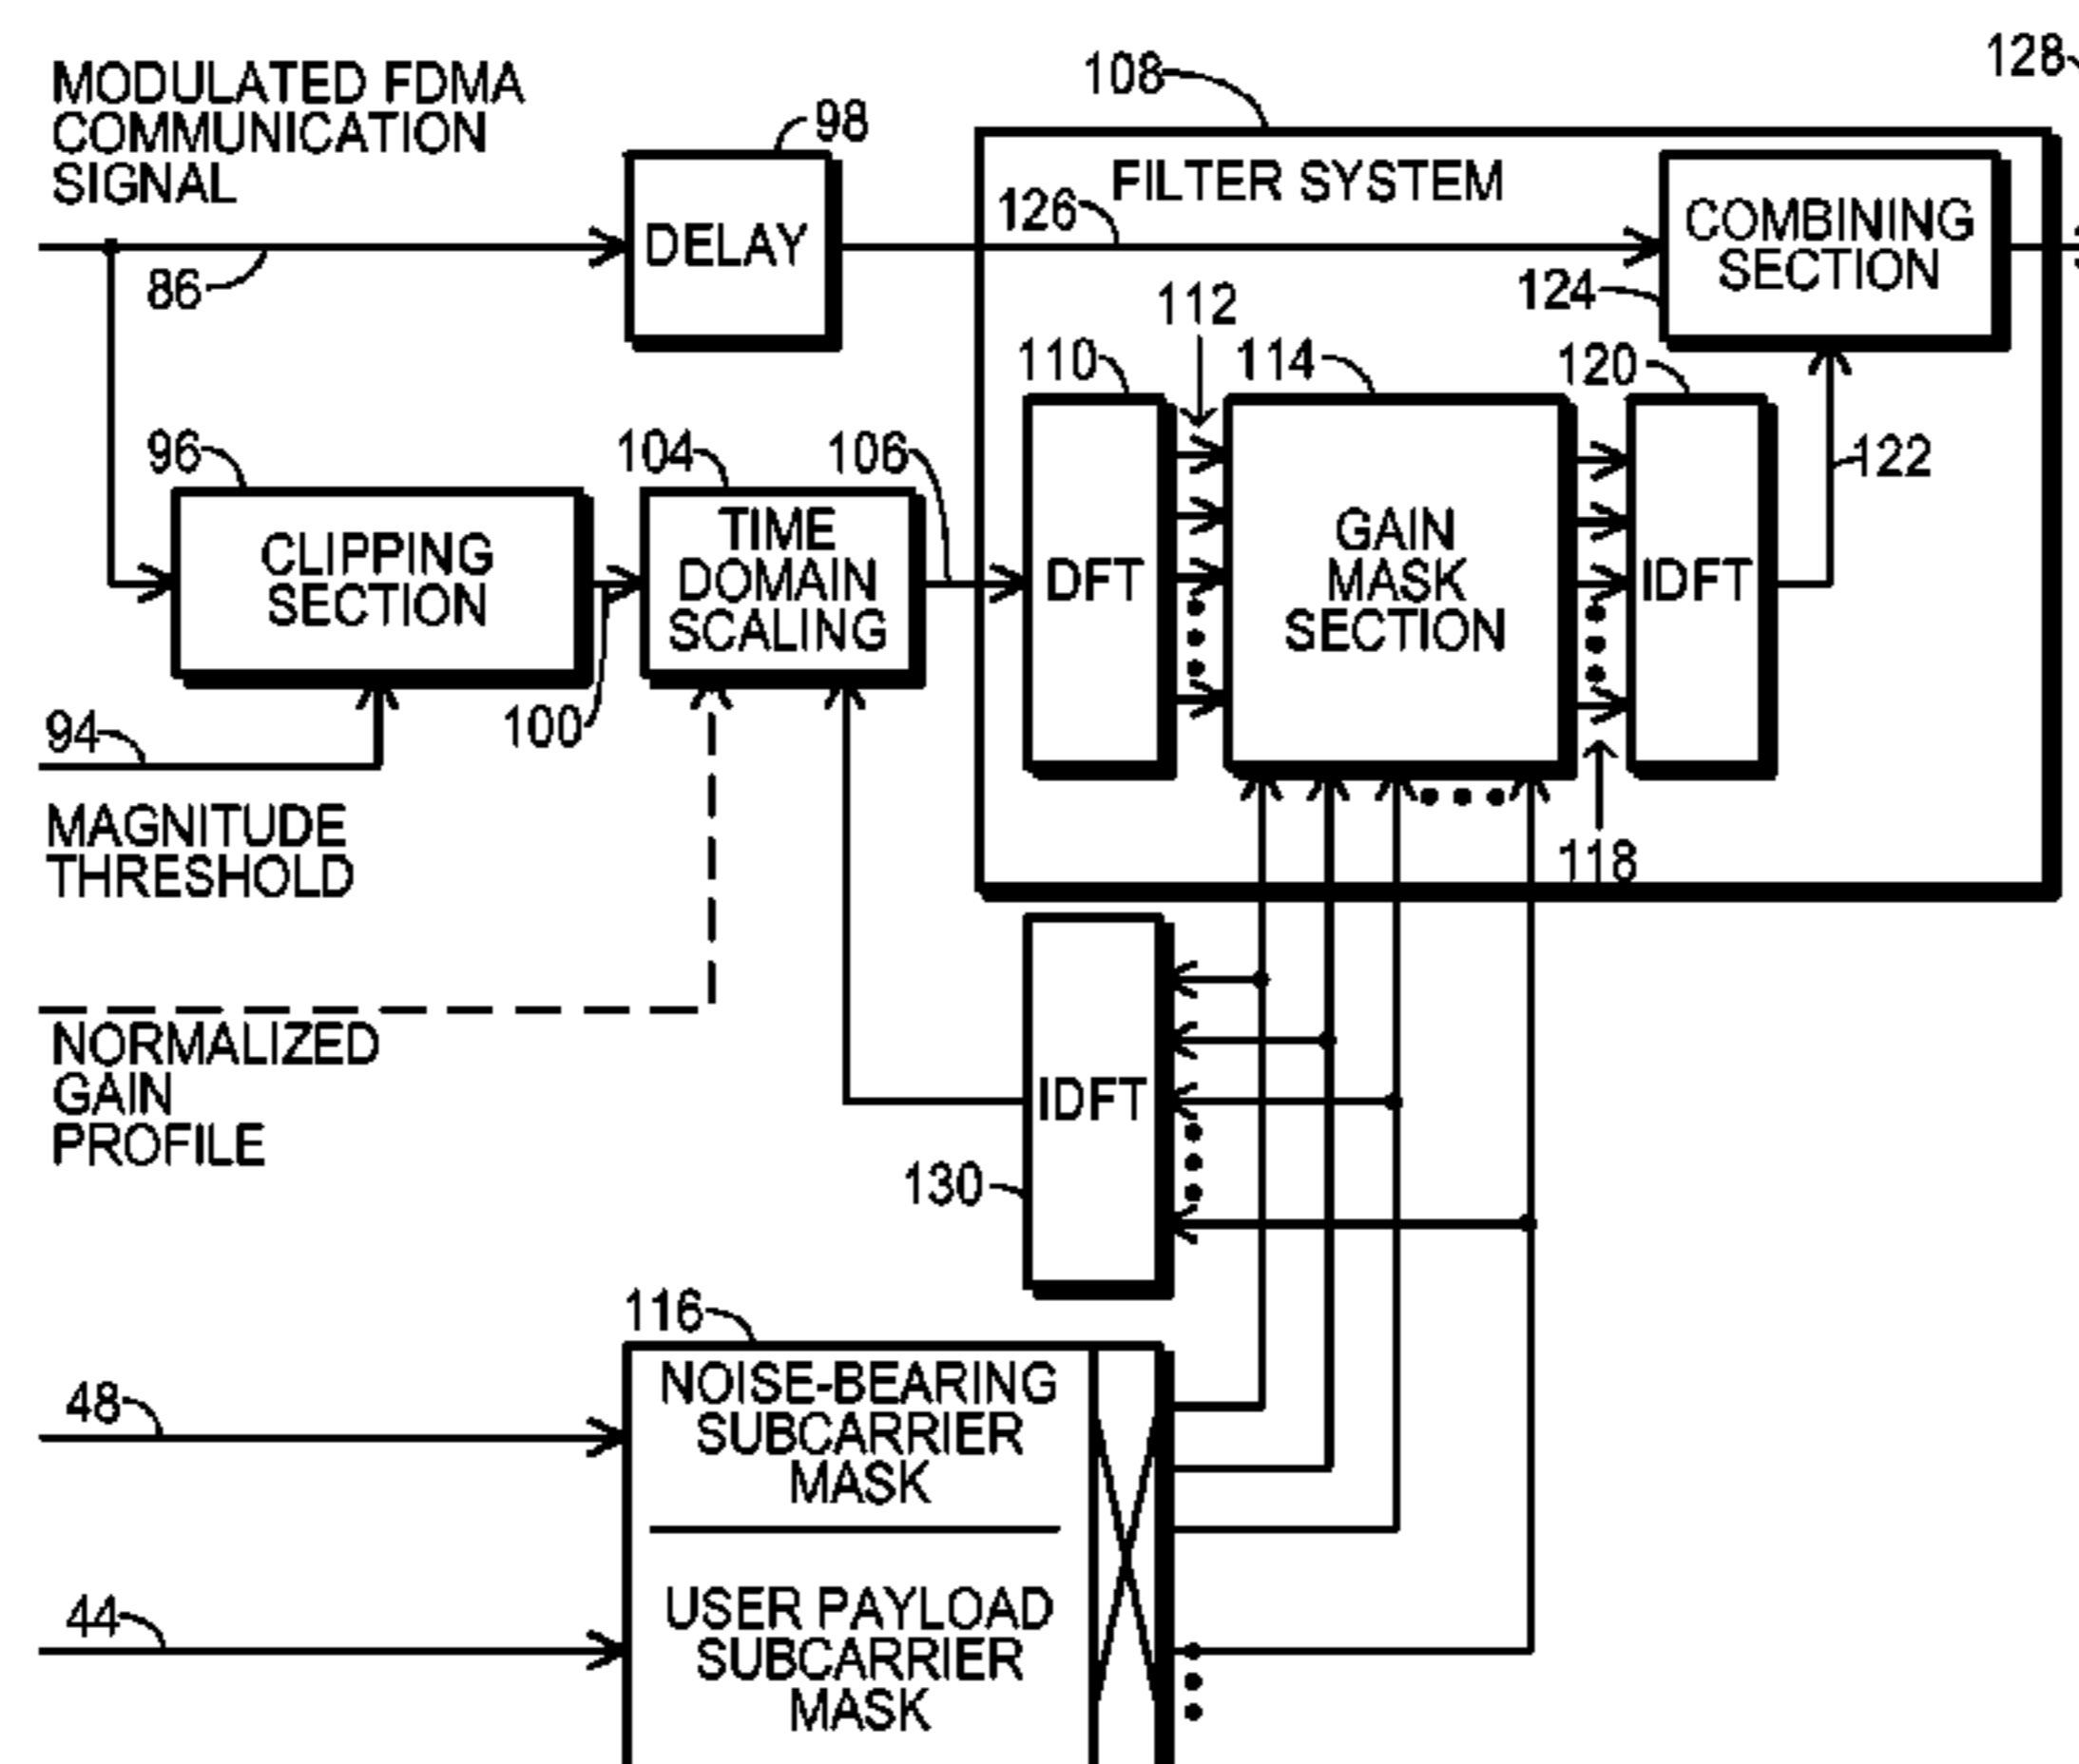 MODULATED FDMA
COMMUNICATION
SIGNAL
86
98
DELAY
108
128
FILTER SYSTEM
126
COMBINING
SECTION
124
112
110
114
120
122
96
CLIPPING
SECTION
104
TIME
DOMAIN
SCALING
106
100
DFT
GAIN
MASK
SECTION
IDFT
118
94
MAGNITUDE
THRESHOLD
NORMALIZED
GAIN
PROFILE
IDFT
130
116
48
NOISE-BEARING
SUBCARRIER
MASK
44
USER PAYLOAD
SUBCARRIER
MASK